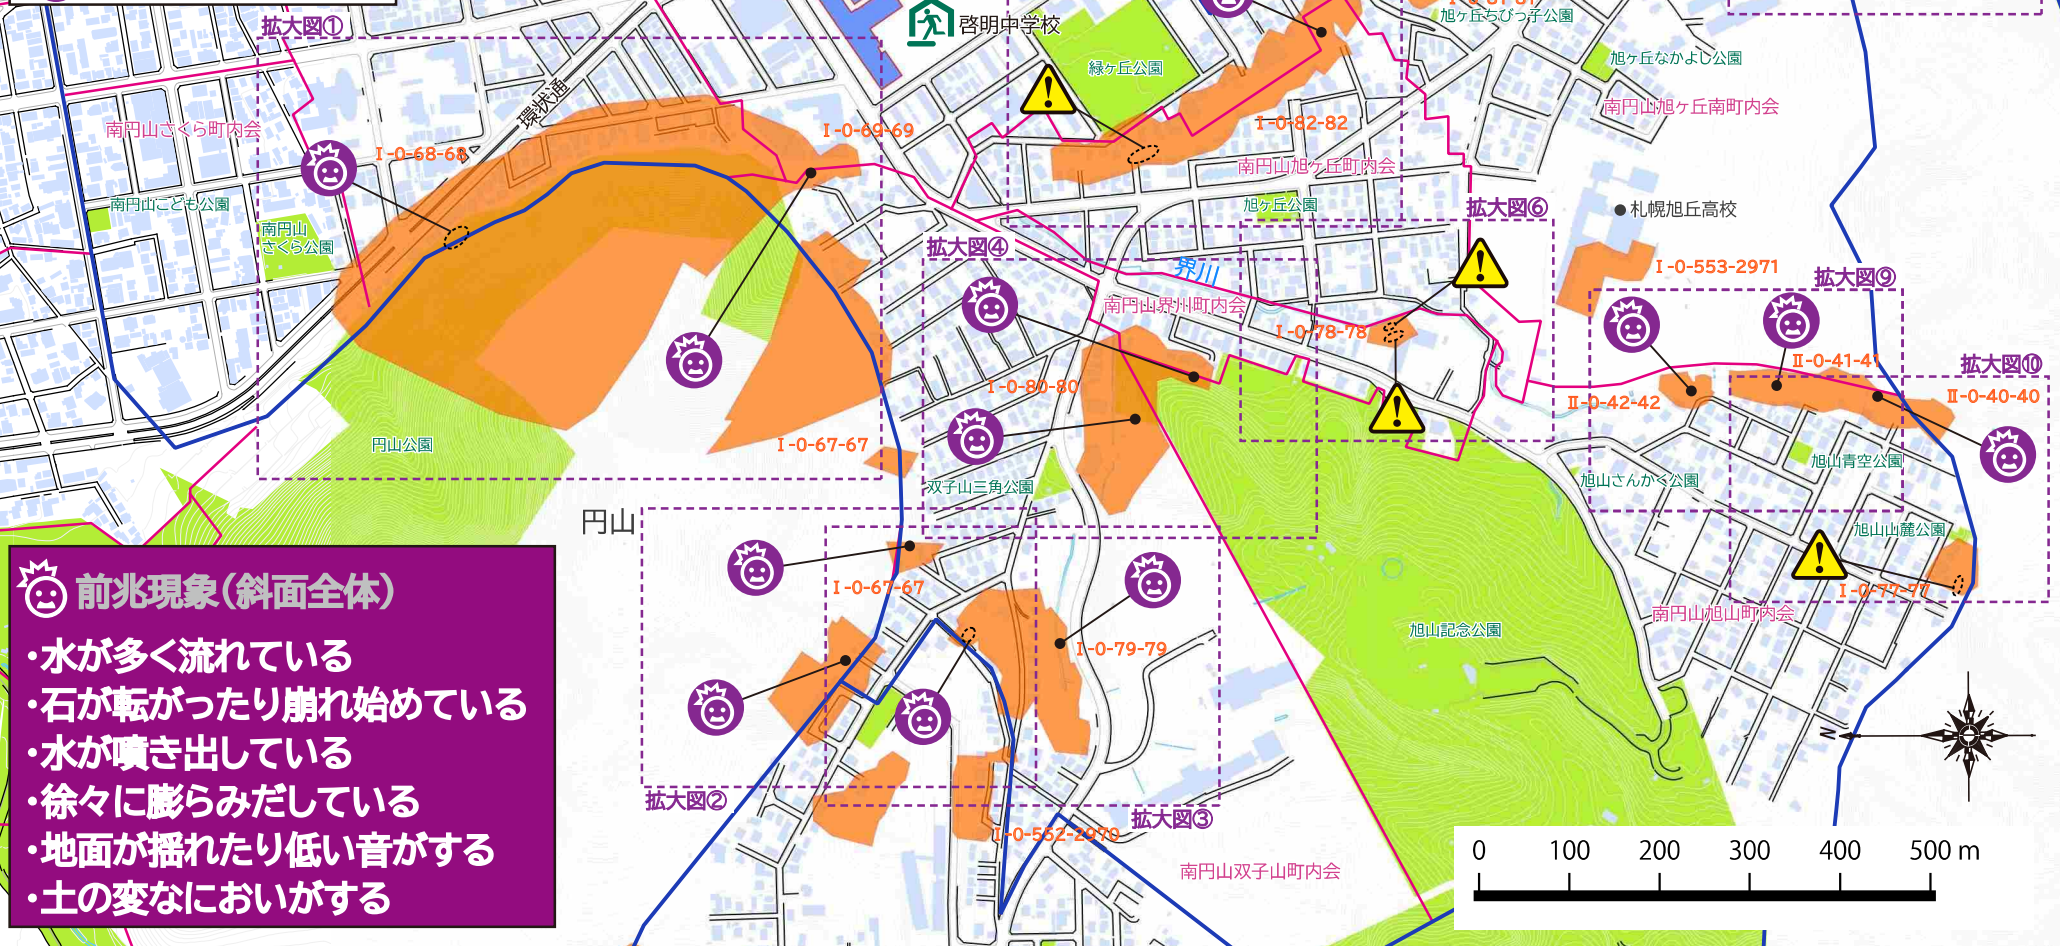 拡大図①
啓明中学校
Ⅰ-0-81-81
旭ヶ丘ちびっ子公園
旭ヶ丘なかよし公園
緑ヶ丘公園
環状通
南円山さくら町内会
南円山旭ヶ丘南町内会
Ⅰ-0-68-68
Ⅰ-0-69-69
Ⅰ-0-82-82
南円山旭ヶ丘町内会
南円山こども公園
旭ヶ丘公園
拡大図⑥
札幌旭丘高校
南円山
さくら公園
拡大図④
界川
Ⅰ-0-553-2971
拡大図⑨
南円山界川町内会
Ⅰ-0-78-78
Ⅱ-0-41-41
拡大図⑩
Ⅰ-0-80-80
Ⅱ-0-42-42
Ⅱ-0-40-40
円山公園
Ⅰ-0-67-67
双子山三角公園
旭山さんかく公園
旭山青空公園
円山
旭山山麓公園
Ⅰ-0-67-67
Ⅰ-0-77-77
南円山旭山町内会
旭山記念公園
Ⅰ-0-79-79
N
拡大図②
拡大図③
Ⅰ-0-552-2970
南円山双子山町内会
0 100 200 300 400 500 m
前兆現象（斜面全体）
・水が多く流れている
・石が転がったり崩れ始めている
・水が噴き出している
・徐々に膨らみだしている
・地面が揺れたり低い音がする
・土の変なにおいがする